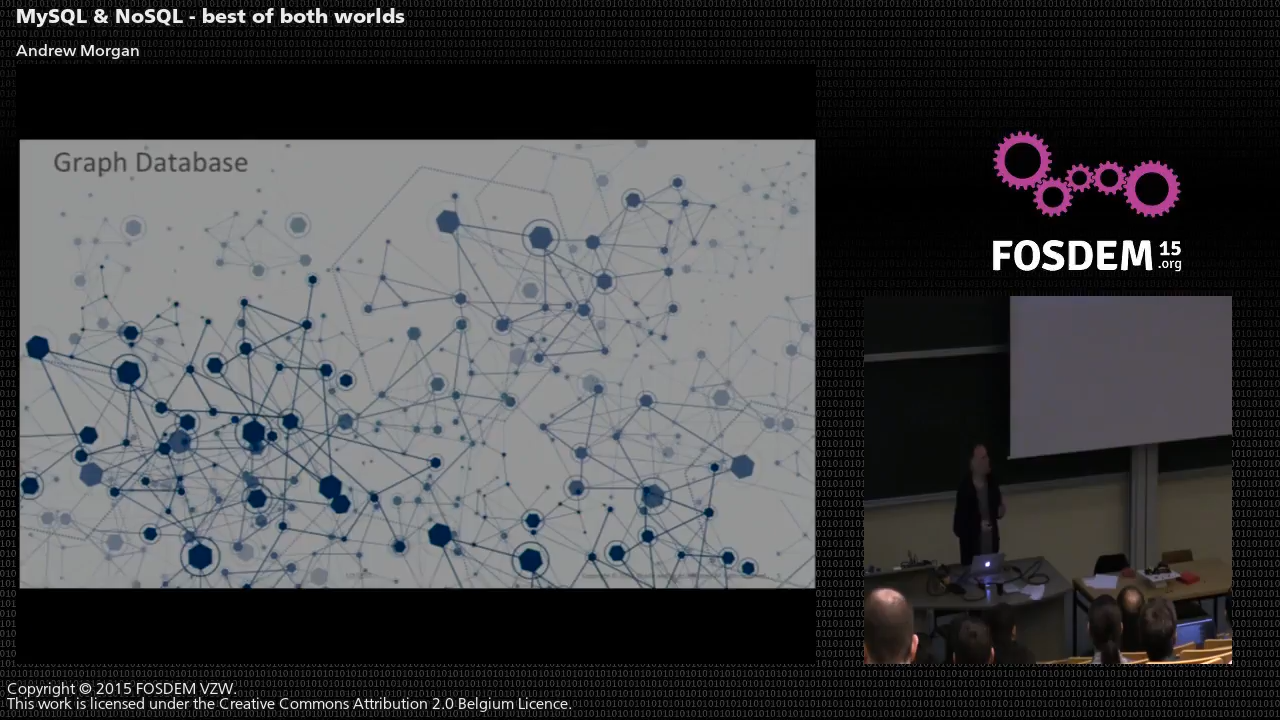 MySQL & NoSQL - best of both worlds
Andrew Morgan
Graph Database
FOSDEM 15
.org
Copyright © 2015 FOSDEM VZW.
This work is licensed under the Creative Commons Attribution 2.0 Belgium Licence.